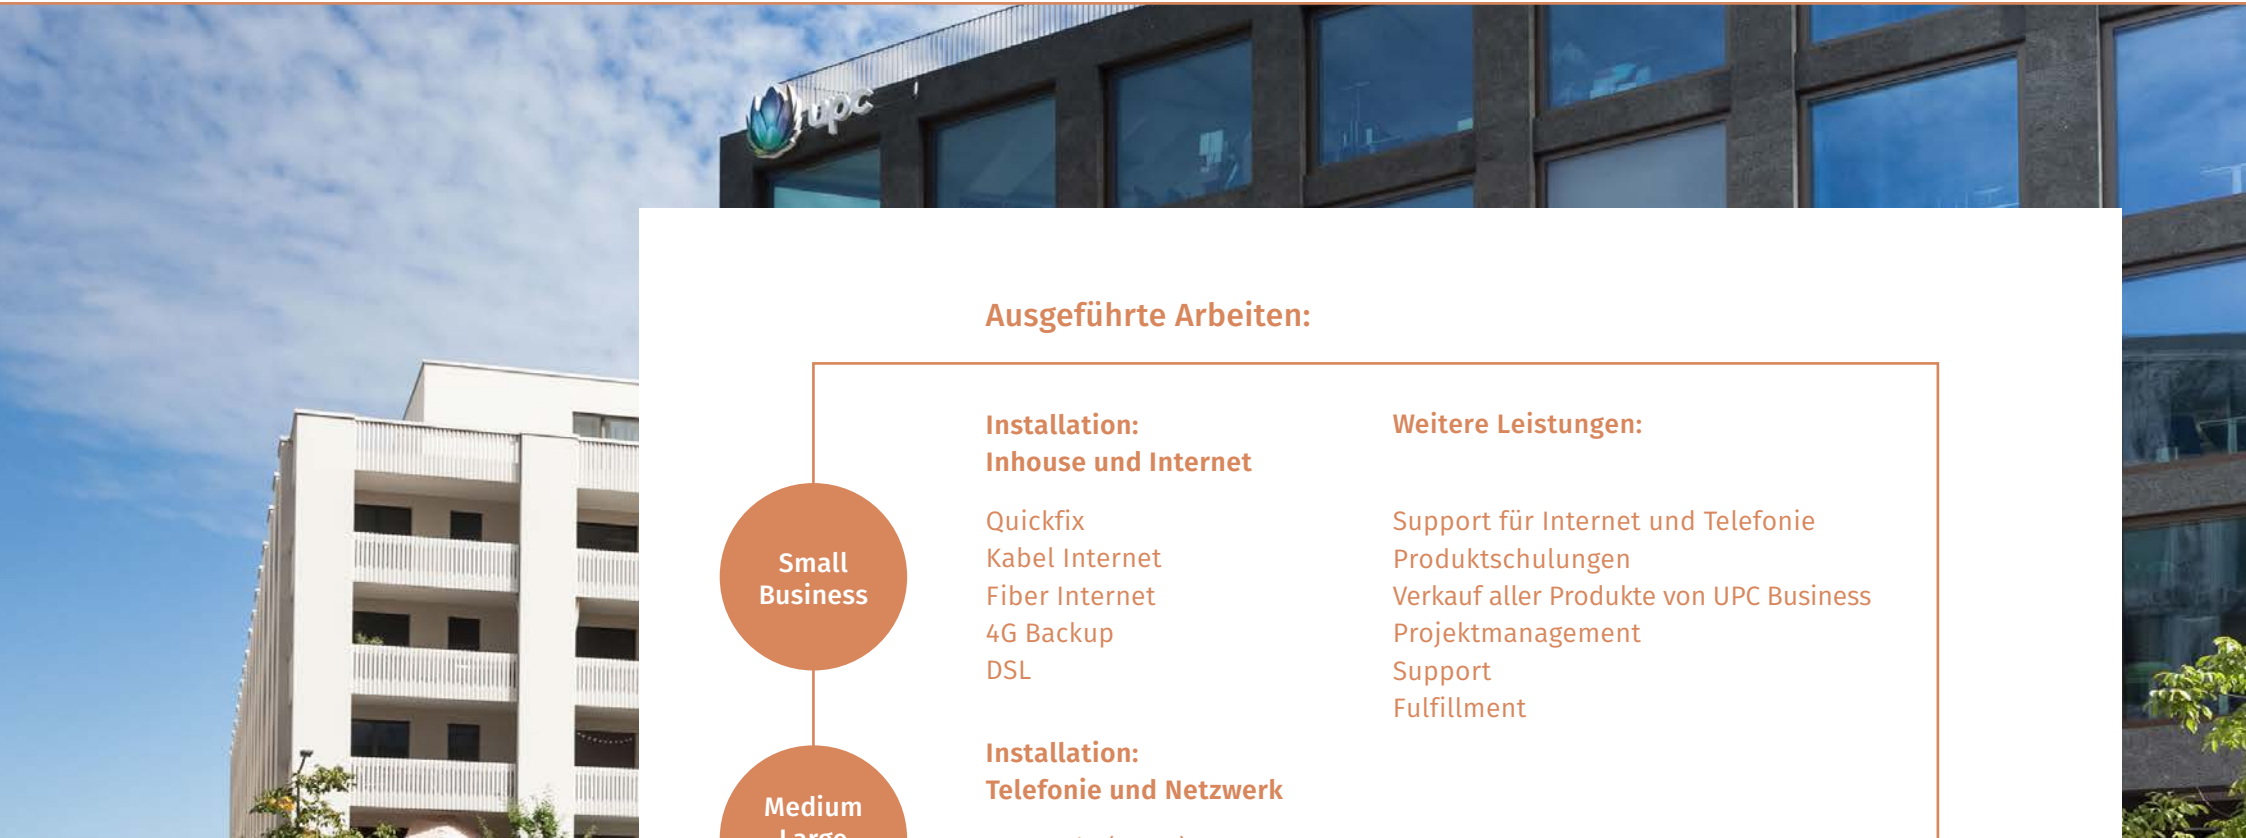 upc
Ausgeführte Arbeiten:
Installation:
Inhouse und Internet
Weitere Leistungen:
Small
Business
Quickfix
Kabel Internet
Fiber Internet
4G Backup
DSL
Support für Internet und Telefonie
Produktschulungen
Verkauf aller Produkte von UPC Business
Projektmanagement
Support
Fulfillment
Installation:
Telefonie und Netzwerk
Medium
Large